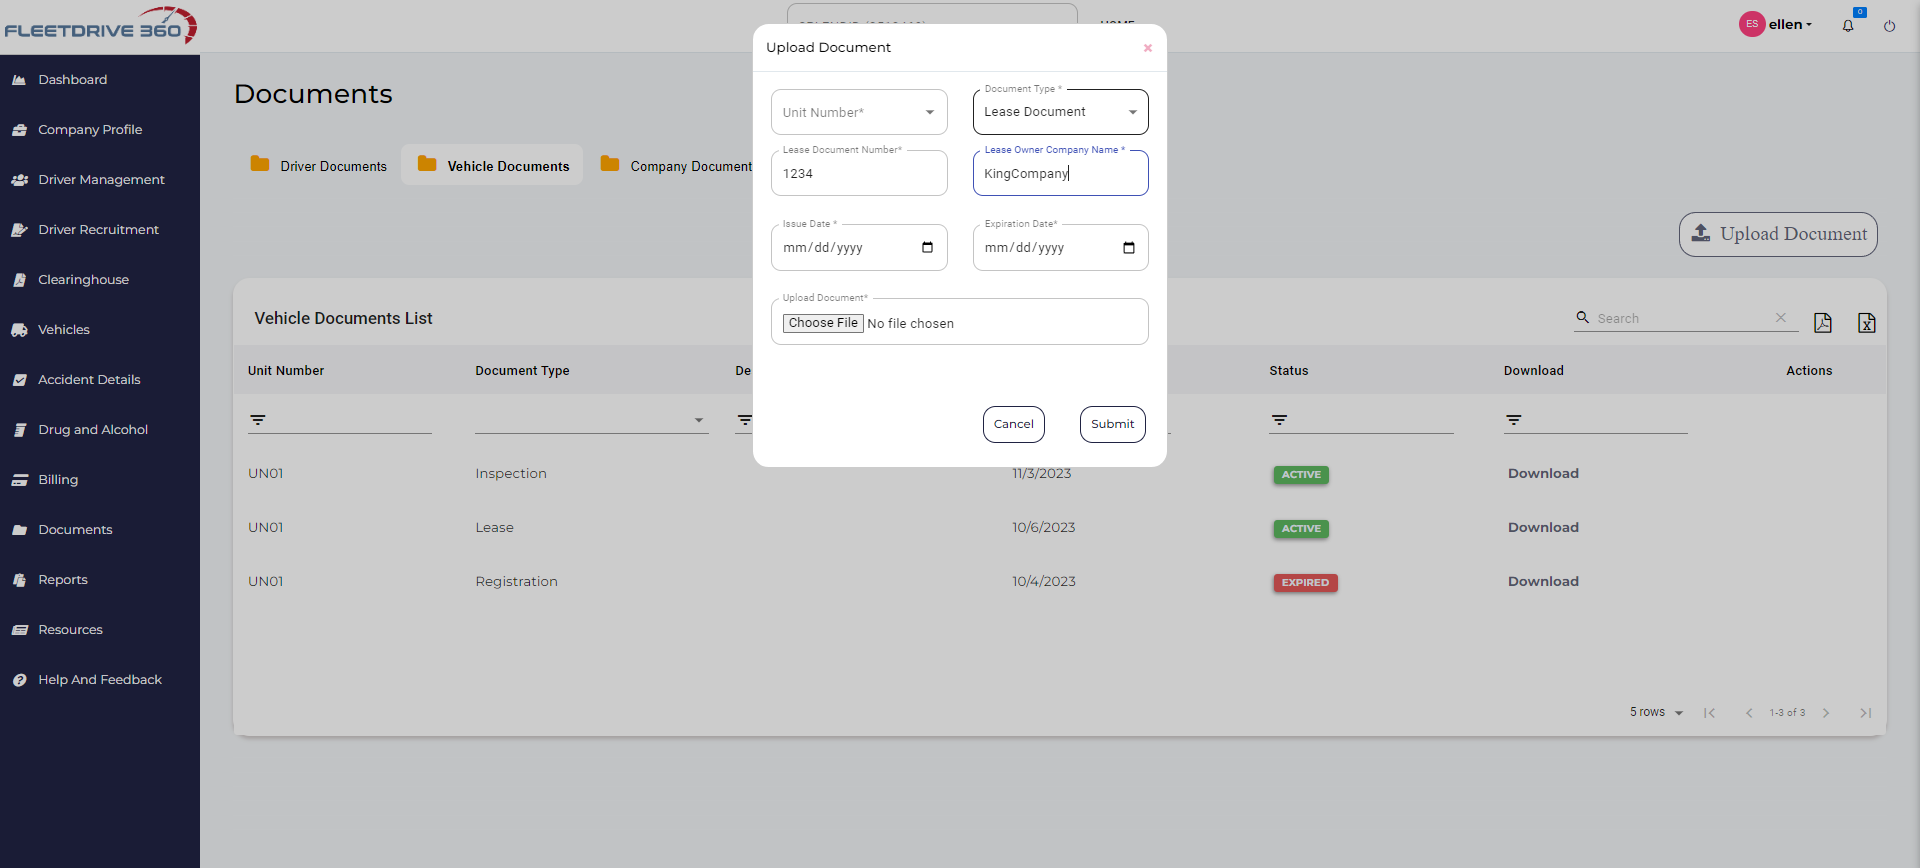 FLEETDRIVE 360
HOME
ES ellen
0
Dashboard
Company Profile
Driver Management
Driver Recruitment
Clearinghouse
Vehicles
Accident Details
Drug and Alcohol
Billing
Documents
Reports
Resources
Help And Feedback
Documents
Driver Documents
Vehicle Documents
Company Document
Upload Document
Upload Document
×
Unit Number*
Document Type *
Lease Document
Lease Document Number*
1234
Lease Owner Company Name *
KingCompany
Issue Date *
mm/dd/yyyy
Expiration Date*
mm/dd/yyyy
Upload Document*
Choose File No file chosen
Cancel Submit
Vehicle Documents List
Search
Unit Number Document Type De Status Download Actions
UN01 Inspection 11/3/2023 ACTIVE Download
UN01 Lease 10/6/2023 ACTIVE Download
UN01 Registration 10/4/2023 EXPIRED Download
5 rows 1-3 of 3